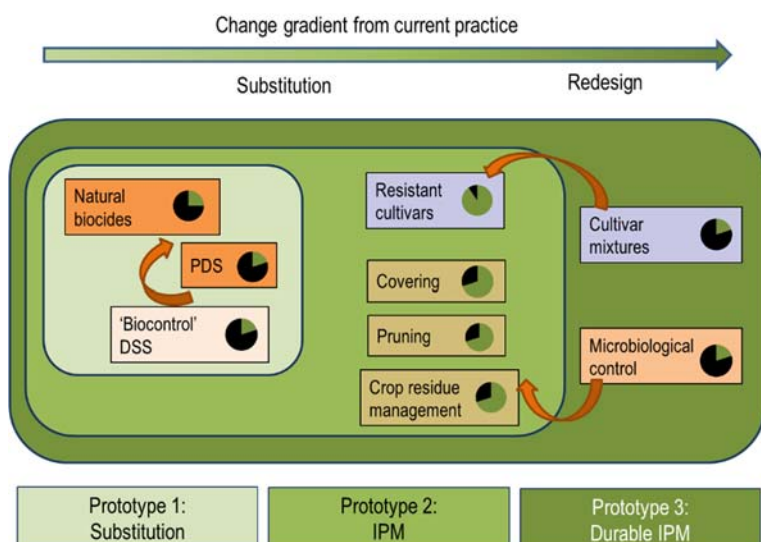 Change gradient from current practice
Substitution
Redesign
Natural
biocides
PDS
'Biocontrol'
DSS
Resistant
cultivars
Covering
Pruning
Crop residue
management
Cultivar
mixtures
Microbiological
control
Prototype 1:
Substitution
Prototype 2:
IPM
Prototype 3:
Durable IPM